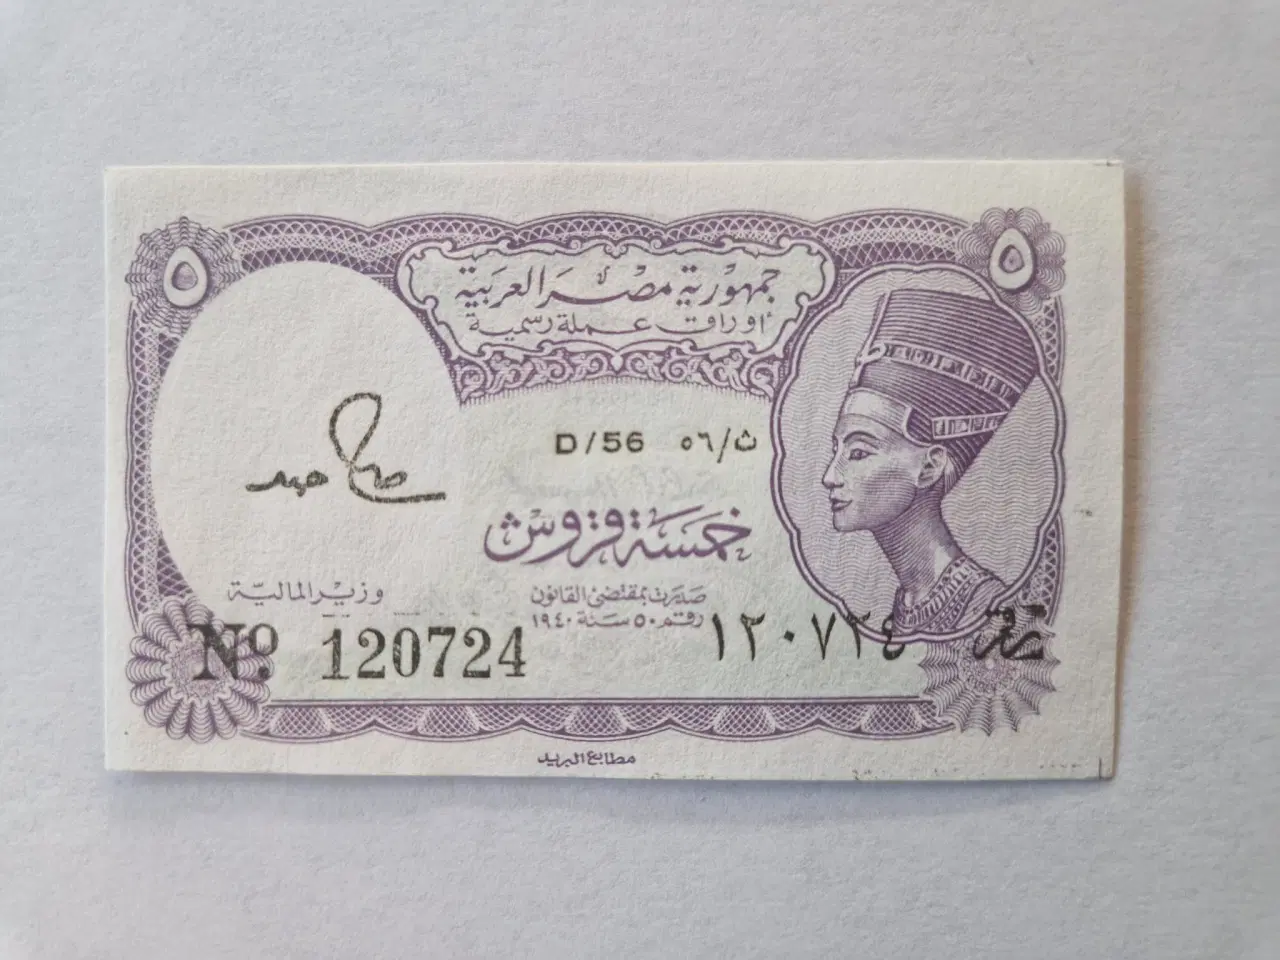 ٥ ٥
جمهورية مصر العربية
أوراق عملة رسمية
D/56 ث/٥٦
خمسة قروش
صدرت بمقتضى القانون
رقم ٥٠ سنة ١٩٤٠
وزير المالية
Nº 120724 رقم ١٢٠٧٢٤
مطابع البريد